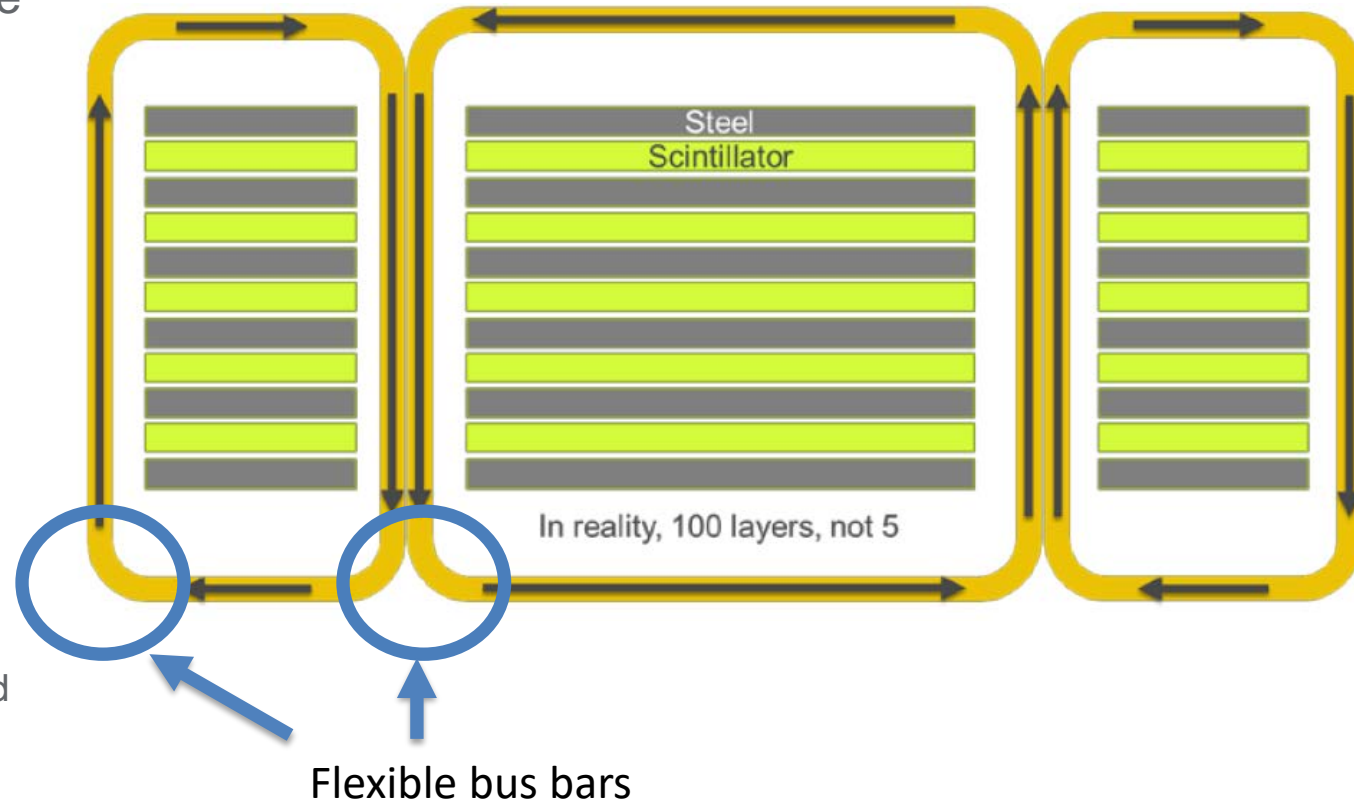 e
Steel
Scintillator
In reality, 100 layers, not 5
d
Flexible bus bars